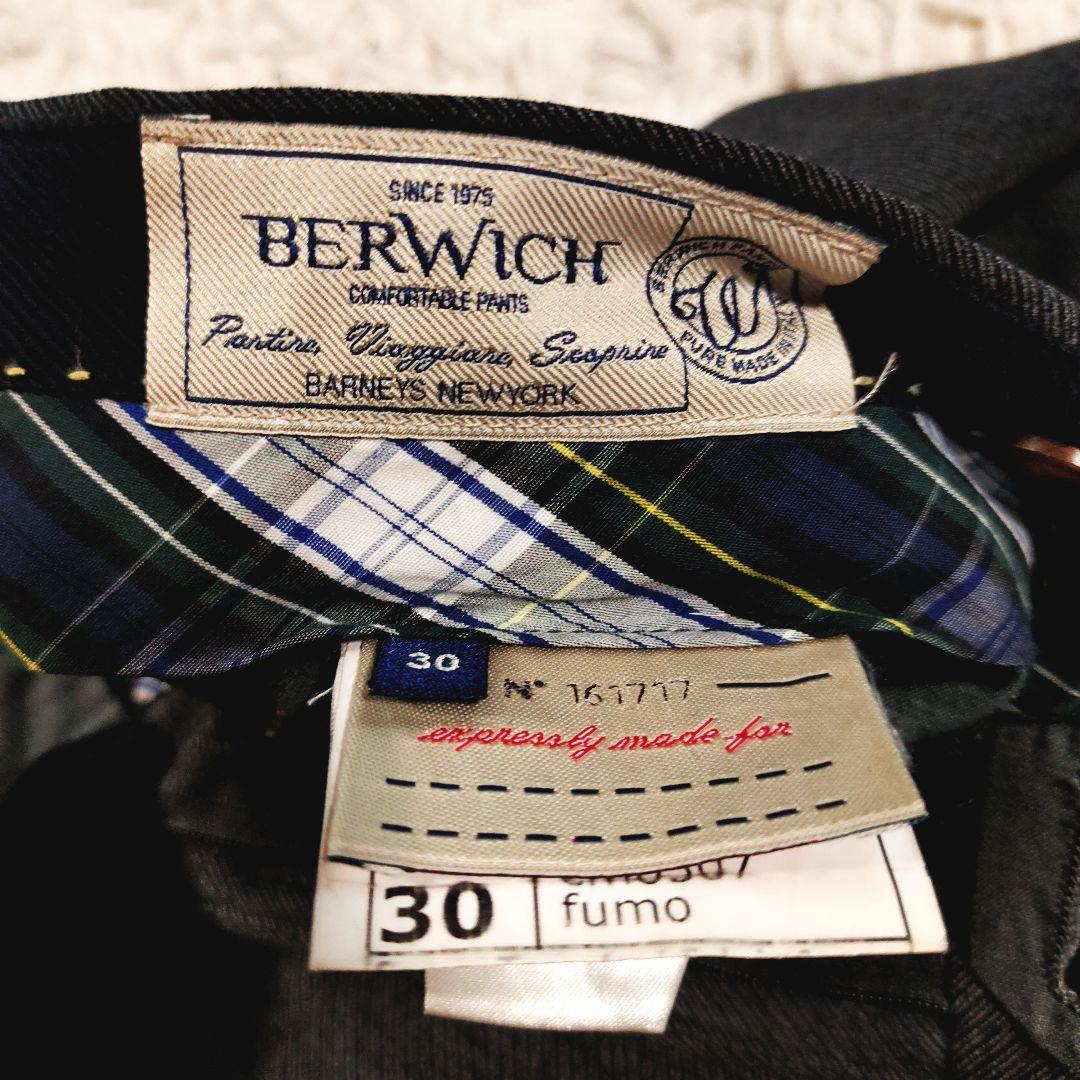 SINCE 1975
BERWICH
COMFORTABLE PANTS
Partire, Viaggiare, Scoprire
BARNEYS NEWYORK
BERWICH
PURE MADE IN
30
N° 161717
expressly made for
30
fumo